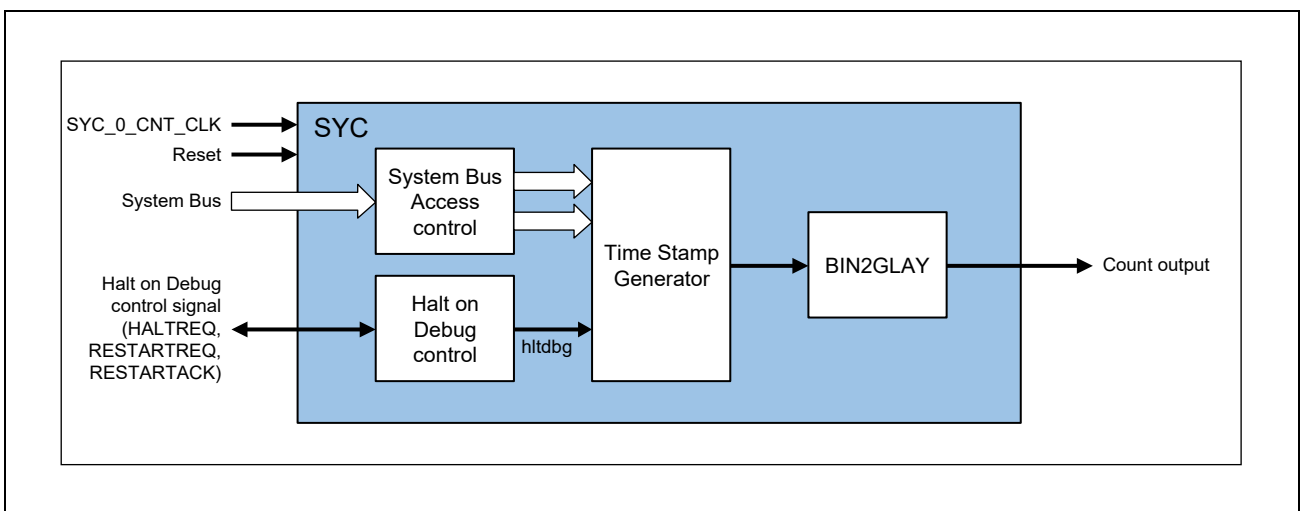 SYC_0_CNT_CLK
Reset
System Bus
Halt on Debug
control signal
(HALTREQ,
RESTARTREQ,
RESTARTACK)
SYC
System Bus
Access
control
Halt on
Debug
control
hltdbg
Time Stamp
Generator
BIN2GLAY
Count output